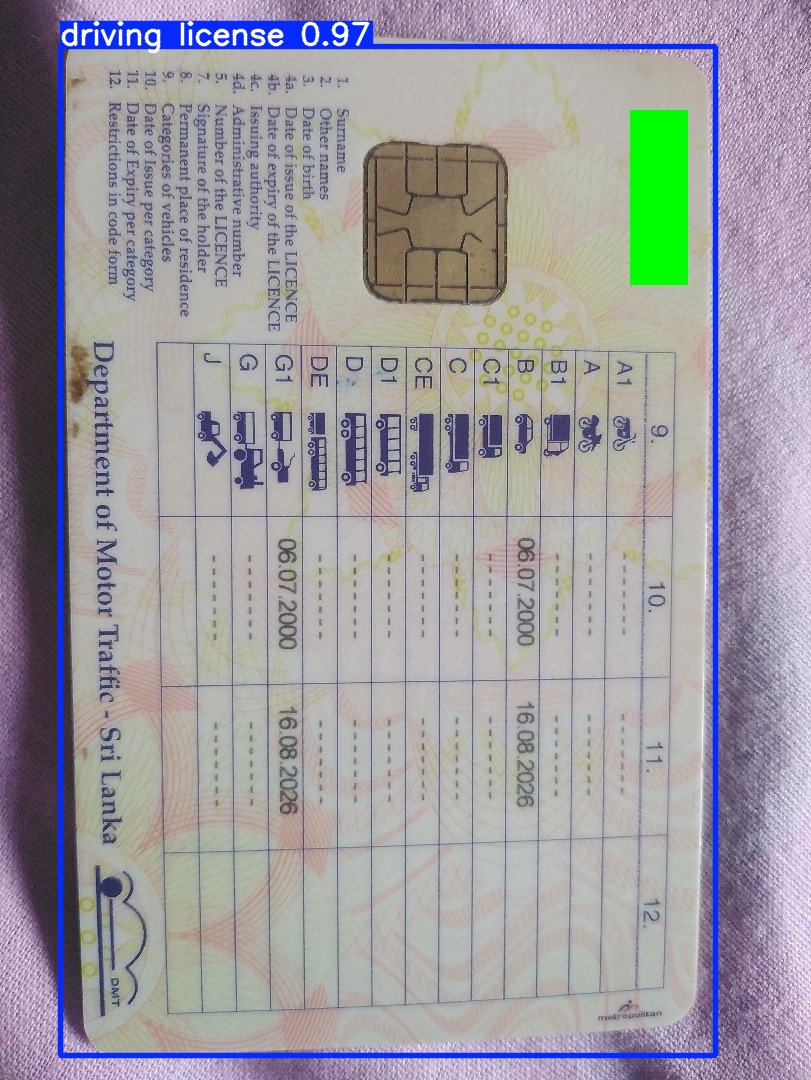 driving license 0.97
1. Surname
2. Other names
3. Date of birth
4a. Date of issue of the LICENCE
4b. Date of expiry of the LICENCE
4c. Issuing authority
4d. Administrative number
5. Number of the LICENCE
7. Signature of the holder
8. Permanent place of residence
9. Categories of vehicles
10. Date of Issue per category
11. Date of Expiry per category
12. Restrictions in code form
9. 10. 11. 12.
A1 ------ ------
A ------ ------
B1 ------ ------
B 06.07.2000 16.08.2026
C1 ------ ------
C ------ ------
CE ------ ------
D1 ------ ------
D ------ ------
DE ------ ------
G1 06.07.2000 16.08.2026
G ------ ------
J ------ ------
Department of Motor Traffic - Sri Lanka
DMT
metropolitan